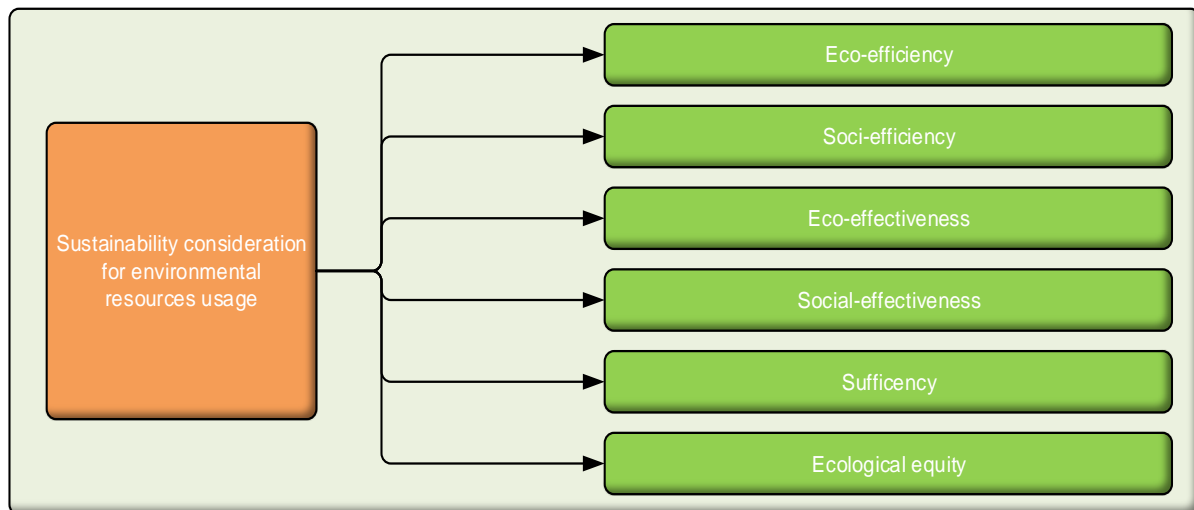 Eco-efficiency
Soci-efficiency
Eco-effectiveness
Sustainability consideration
for environmental
resources usage
Social-effectiveness
Sufficency
Ecological equity